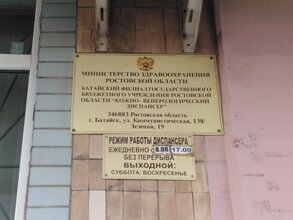 МИНИСТЕРСТВО ЗДРАВООХРАНЕНИЯ
РОСТОВСКОЙ ОБЛАСТИ
БАТАЙСКИЙ ФИЛИАЛ ГОСУДАРСТВЕННОГО
БЮДЖЕТНОГО УЧРЕЖДЕНИЯ РОСТОВСКОЙ
ОБЛАСТИ "КОЖНО - ВЕНЕРОЛОГИЧЕСКИЙ
ДИСПАНСЕР"
346883 Ростовская область
г. Батайск, ул. Коммунистическая, 138/
Зеленая, 19
РЕЖИМ РАБОТЫ ДИСПАНСЕРА
ЕЖЕДНЕВНО с 8.00 17.00
БЕЗ ПЕРЕРЫВА
ВЫХОДНОЙ:
СУББОТА, ВОСКРЕСЕНЬЕ